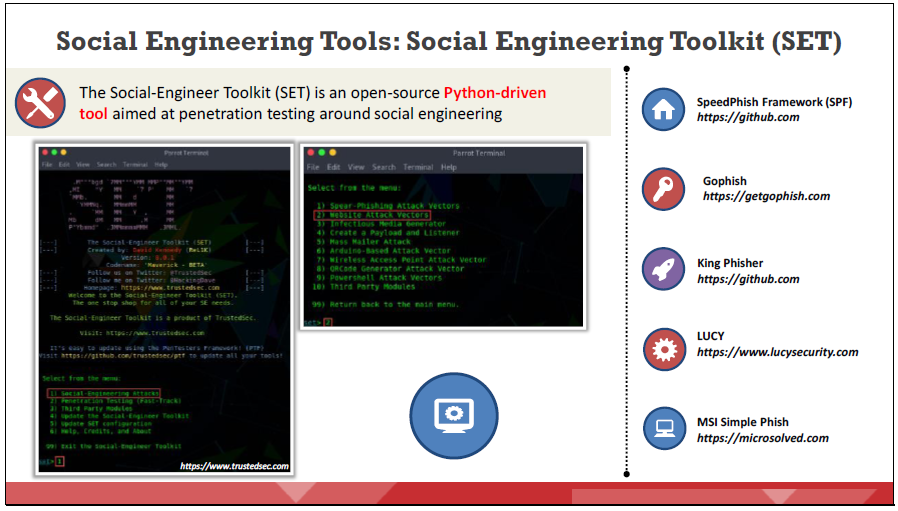 Social Engineering Tools: Social Engineering Toolkit (SET)
The Social-Engineer Toolkit (SET) is an open-source Python-driven
tool aimed at penetration testing around social engineering
Parrot Terminal
File Edit View Search Terminal Help
[---] The Social-Engineer Toolkit (SET) [---]
[---] Created by: David Kennedy (ReL1K) [---]
Version: 8.0.1
[---] Codename: 'Maverick - BETA' [---]
[---] Follow us on Twitter: @TrustedSec [---]
[---] Follow me on Twitter: @HackingDave [---]
[---] Homepage: https://www.trustedsec.com [---]
Welcome to the Social-Engineer Toolkit (SET).
The one stop shop for all of your SE needs.
The Social-Engineer Toolkit is a product of TrustedSec.
Visit: https://www.trustedsec.com
It's easy to update using the PenTesters Framework! (PTF)
Visit https://github.com/trustedsec/ptf to update all your tools!
Select from the menu:
1) Social-Engineering Attacks
2) Penetration Testing (Fast-Track)
3) Third Party Modules
4) Update the Social-Engineer Toolkit
5) Update SET configuration
6) Help, Credits, and About
99) Exit the Social-Engineer Toolkit
set> 1
https://www.trustedsec.com
Parrot Terminal
File Edit View Search Terminal Help
Select from the menu:
1) Spear-Phishing Attack Vectors
2) Website Attack Vectors
3) Infectious Media Generator
4) Create a Payload and Listener
5) Mass Mailer Attack
6) Arduino-Based Attack Vector
7) Wireless Access Point Attack Vector
8) QRCode Generator Attack Vector
9) Powershell Attack Vectors
10) Third Party Modules
99) Return back to the main menu.
set> 2
SpeedPhish Framework (SPF)
https://github.com
Gophish
https://getgophish.com
King Phisher
https://github.com
LUCY
https://www.lucysecurity.com
MSI Simple Phish
https://microsolved.com